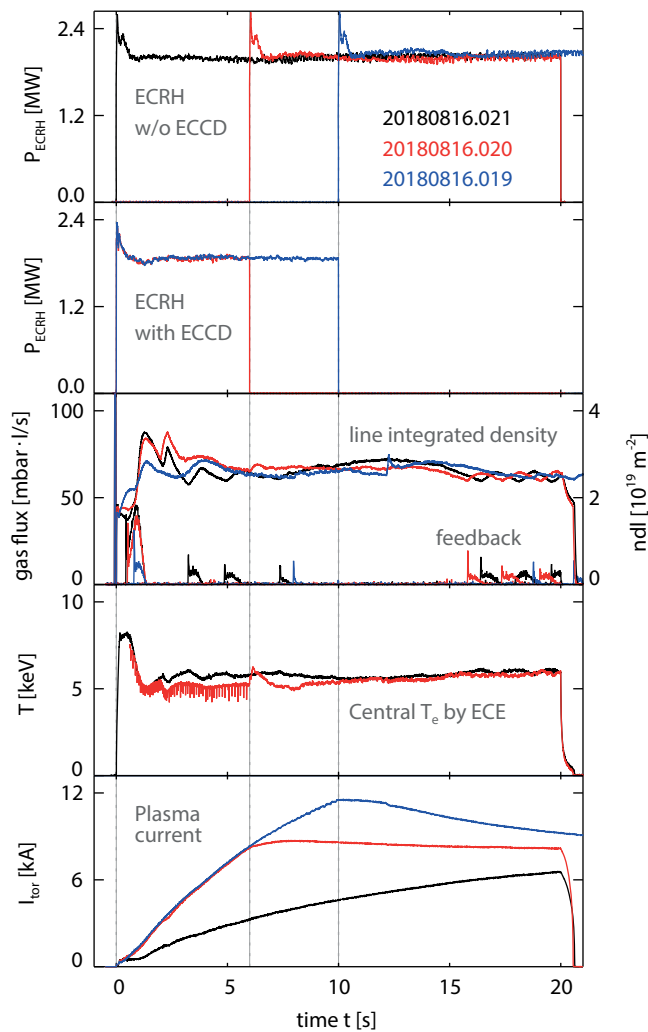 2.4
1.2
0.0
P_ECRH [MW]
ECRH
w/o ECCD
20180816.021
20180816.020
20180816.019
2.4
1.2
0.0
P_ECRH [MW]
ECRH
with ECCD
100
50
0
gas flux [mbar·l/s]
line integrated density
feedback
4
2
0
ndl [10^19 m^-2]
10
5
0
T [keV]
Central T_e by ECE
12
6
0
I_tor [kA]
Plasma
current
0 5 10 15 20
time t [s]